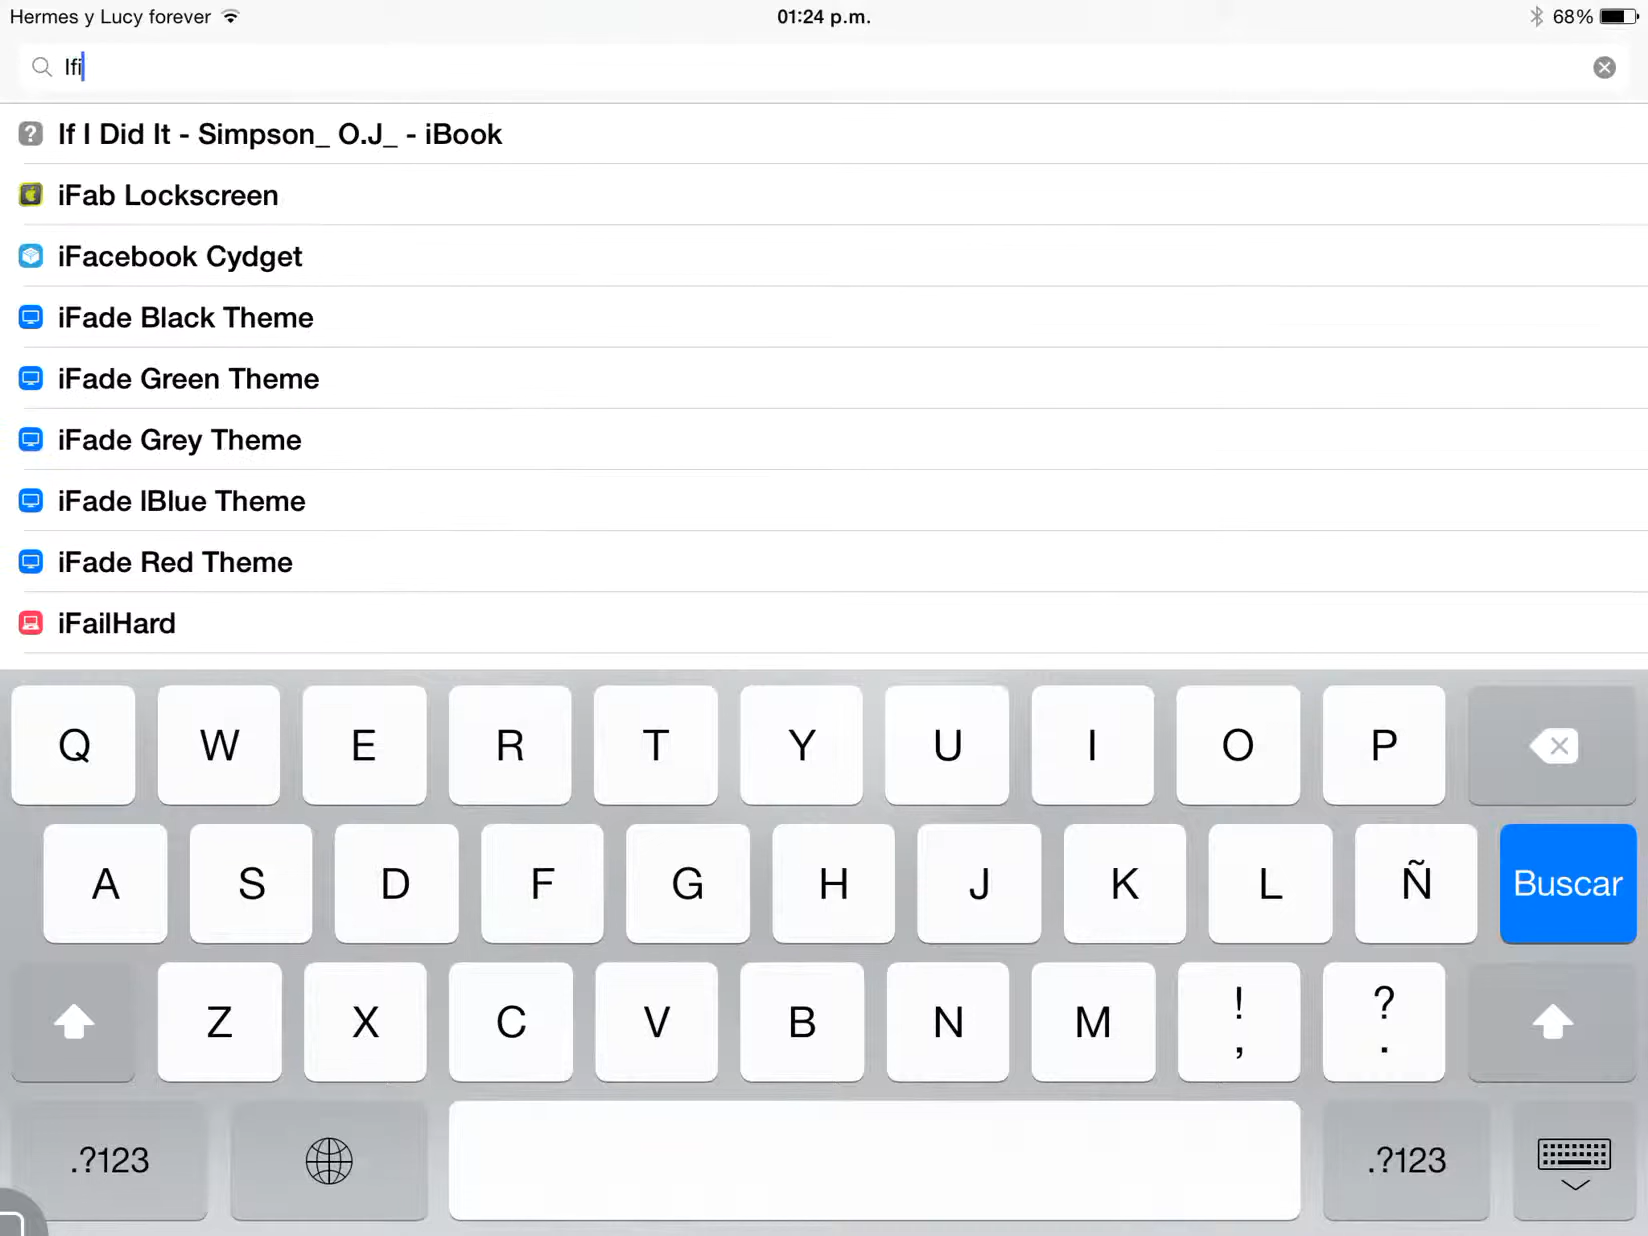 Hermes y Lucy forever 01:24 p.m. 68%
Ifi
If I Did It - Simpson_ O.J_ - iBook
iFab Lockscreen
iFacebook Cydget
iFade Black Theme
iFade Green Theme
iFade Grey Theme
iFade lBlue Theme
iFade Red Theme
iFailHard
Q W E R T Y U I O P
A S D F G H J K L Ñ Buscar
Z X C V B N M ! , ? .
.?123 .?123